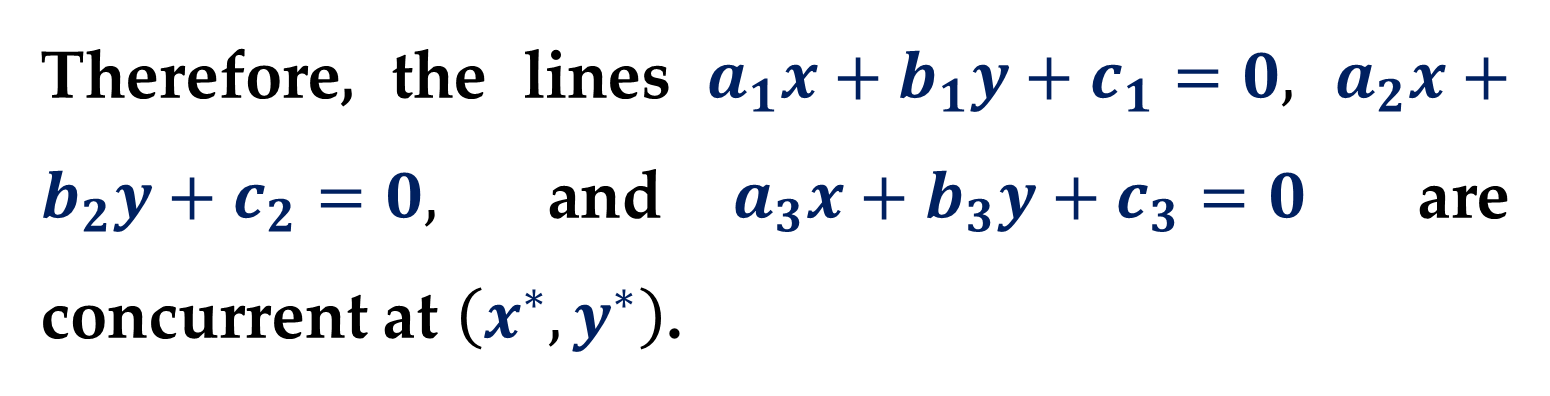 Therefore, the lines a₁x + b₁y + c₁ = 0, a₂x +
b₂y + c₂ = 0, and a₃x + b₃y + c₃ = 0 are
concurrent at (x*, y*).